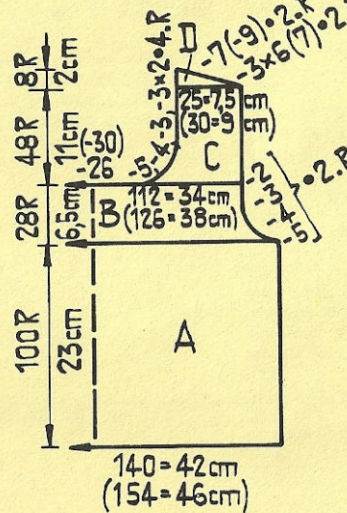 -7(-9)•2.R
-3×6(7)•2.
D
8R
2cm
-5,-4,-3,-3×2•4.R
25=7,5 cm
(30=9 cm)
C
48R
11cm
(-30)
-26
-2
-3
-4
-5
•2.R
B
112=34cm
(126=38cm)
28R
6,5cm
A
100R
23cm
140=42cm
(154=46cm)